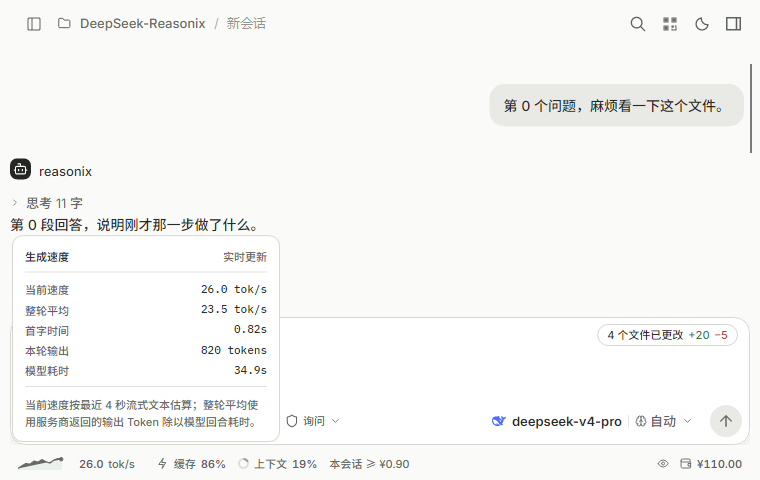 DeepSeek-Reasonix / 新会话
第 0 个问题，麻烦看一下这个文件。
reasonix
思考 11 字
第 0 段回答，说明刚才那一步做了什么。
生成速度 实时更新
当前速度 26.0 tok/s
整轮平均 23.5 tok/s
首字时间 0.82s
本轮输出 820 tokens
模型耗时 34.9s
当前速度按最近 4 秒流式文本估算；整轮平均使
用服务商返回的输出 Token 除以模型回合耗时。
4 个文件已更改 +20 −5
询问 deepseek-v4-pro 自动
26.0 tok/s 缓存 86% 上下文 19% 本会话 ≥ ¥0.90 ¥110.00